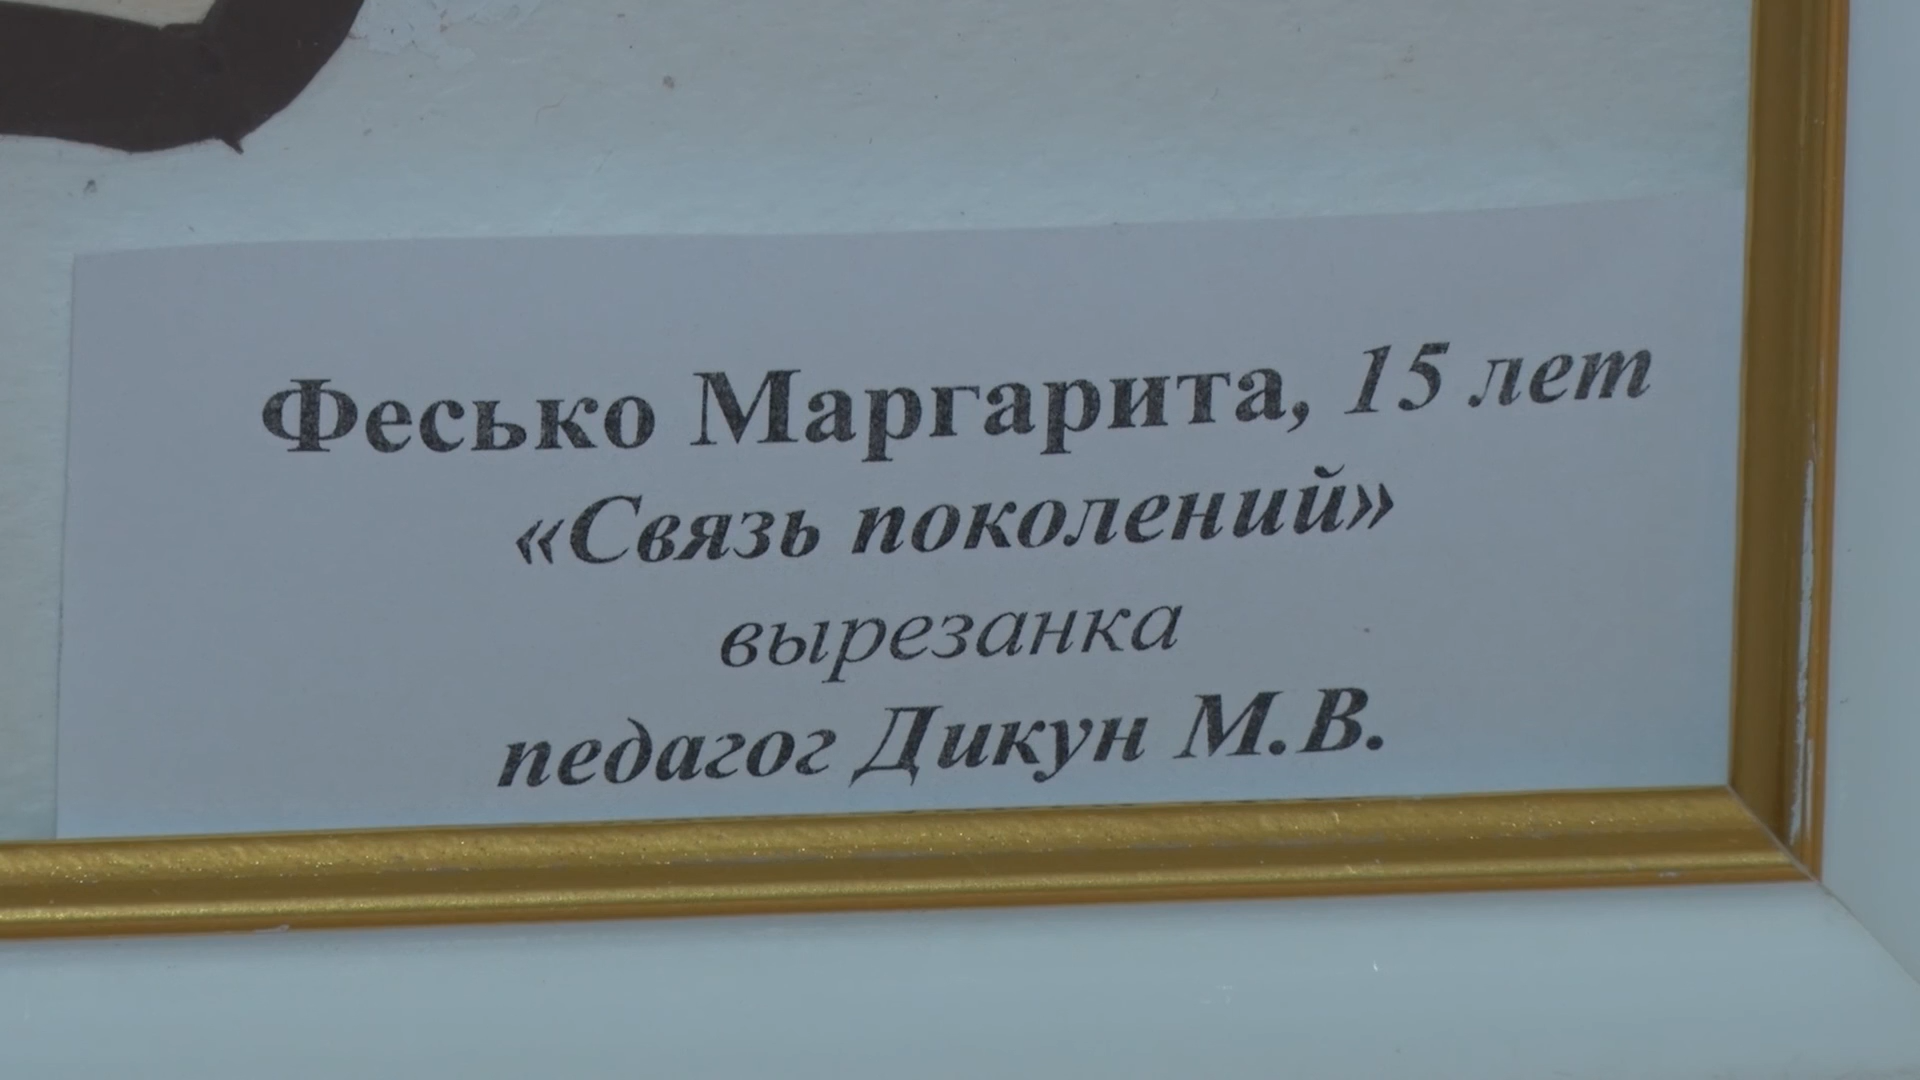 Фесько Маргарита, 15 лет
«Связь поколений»
вырезанка
педагог Дикун М.В.